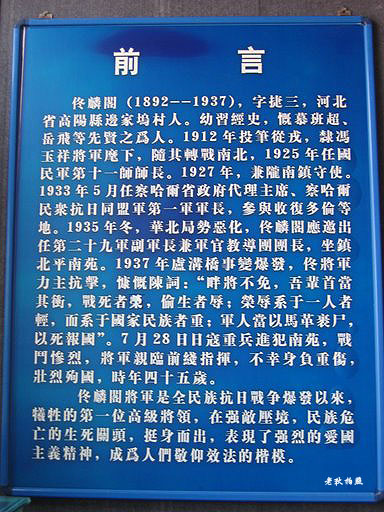 前言
佟麟閣(1892--1937),字捷三,河北
省高陽縣邊家塢村人。幼習經史,慨慕班超、
岳飛等先賢之爲人。1912年投筆從戎,隸馮
玉祥將軍麾下,隨其轉戰南北,1925年任國
民軍第十一師師長。1927年,兼隴南鎮守使。
1933年5月任察哈爾省政府代理主席、察哈爾
民衆抗日同盟軍第一軍軍長,參與收復多倫等
地。1935年冬,華北局勢惡化,佟麟閣應邀出
任第二十九軍副軍長兼軍官教導團團長,坐鎮
北平南苑。1937年盧溝橋事變爆發,佟將軍
力主抗擊,慷慨陳詞:“衅將不免,吾輩首當
其衝,戰死者榮,偷生者辱;榮辱系于一人者
輕,而系于國家民族者重;軍人當以馬革裹尸,
以死報國”。7月28日日寇重兵進犯南苑,戰
鬥慘烈,將軍親臨前綫指揮,不幸身負重傷,
壯烈殉國,時年四十五歲。
佟麟閣將軍是全民族抗日戰争爆發以來,
犧牲的第一位高級將領,在强敵壓境,民族危
亡的生死關頭,挺身而出,表現了强烈的愛國
主義精神,成爲人們敬仰效法的楷模。
老狄拍攝